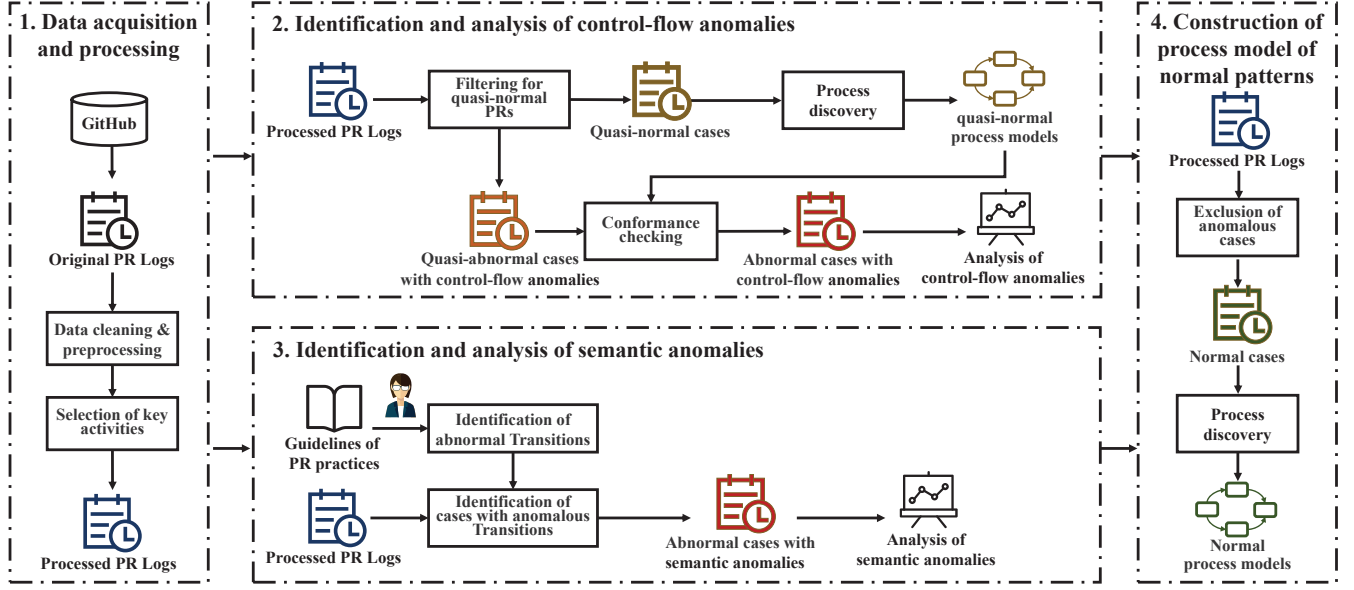 1. Data acquisition
and processing
GitHub
Original PR Logs
Data cleaning &
preprocessing
Selection of key
activities
Processed PR Logs
2. Identification and analysis of control-flow anomalies
Processed PR Logs
Filtering for
quasi-normal
PRs
Quasi-normal cases
Process
discovery
quasi-normal
process models
Quasi-abnormal cases
with control-flow anomalies
Conformance
checking
Abnormal cases with
control-flow anomalies
Analysis of
control-flow anomalies
3. Identification and analysis of semantic anomalies
Guidelines of
PR practices
Identification of
abnormal Transitions
Processed PR Logs
Identification of
cases with anomalous
Transitions
Abnormal cases with
semantic anomalies
Analysis of
semantic anomalies
4. Construction of
process model of
normal patterns
Processed PR Logs
Exclusion of
anomalous
cases
Normal cases
Process
discovery
Normal
process models